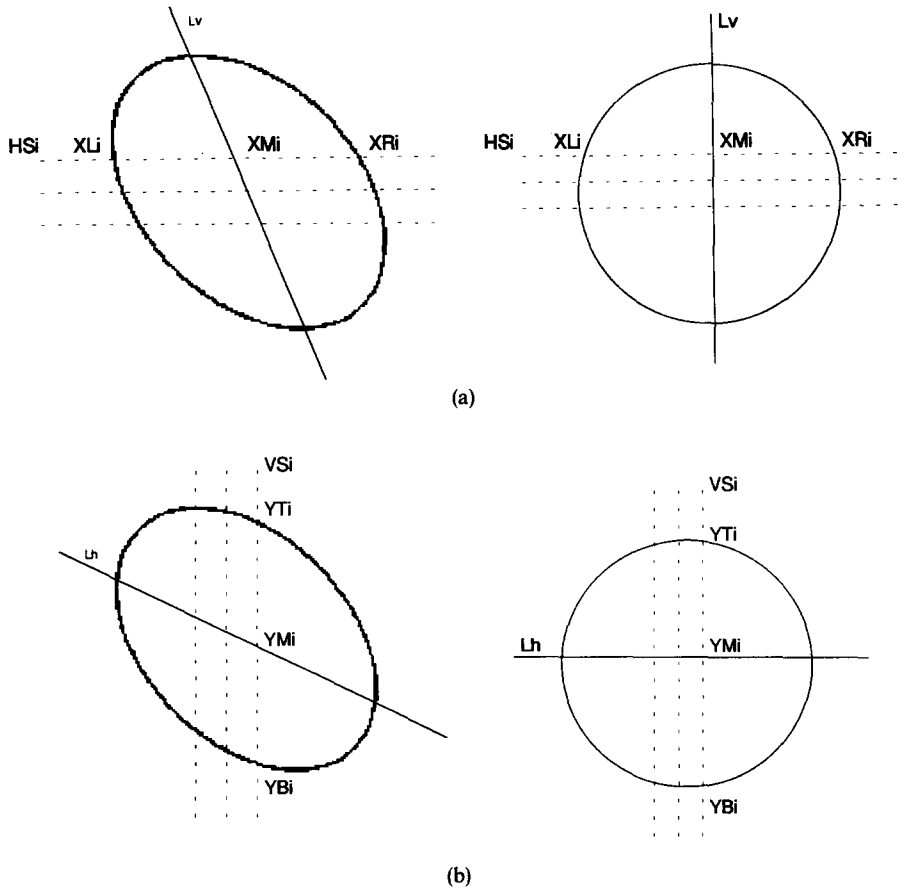 Lv
Lv
HSi XLi XMi XRi
HSi XLi XMi XRi
(a)
VSi
YTi
Lh
YMi
YBi
VSi
YTi
Lh YMi
YBi
(b)